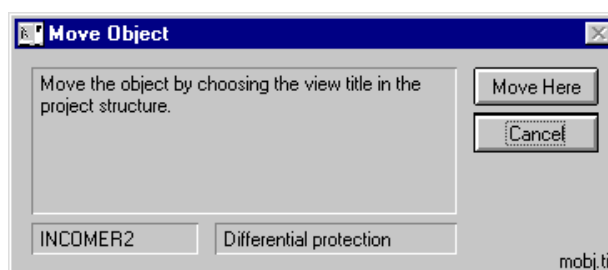 Move Object
Move the object by choosing the view title in the
project structure.
Move Here
Cancel
INCOMER2
Differential protection